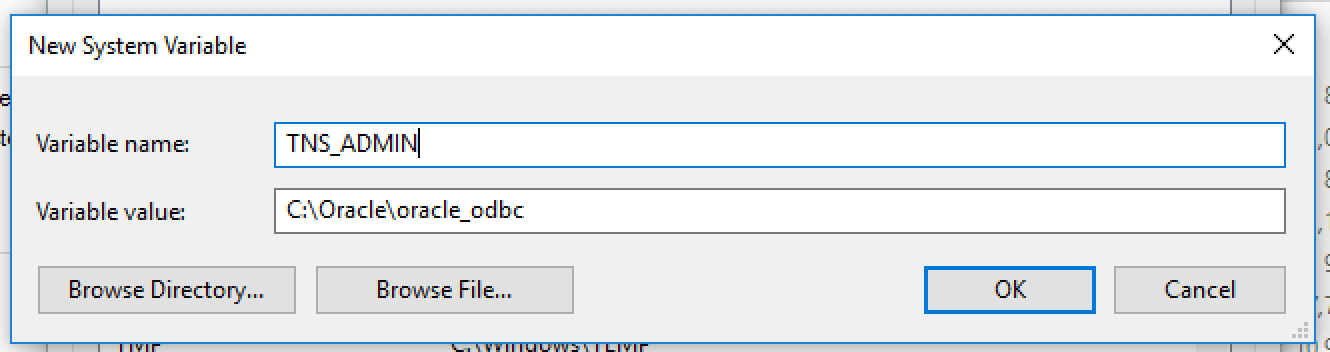 New System Variable
Variable name:
TNS_ADMIN
Variable value:
C:\Oracle\oracle_odbc
Browse Directory...
Browse File...
OK
Cancel